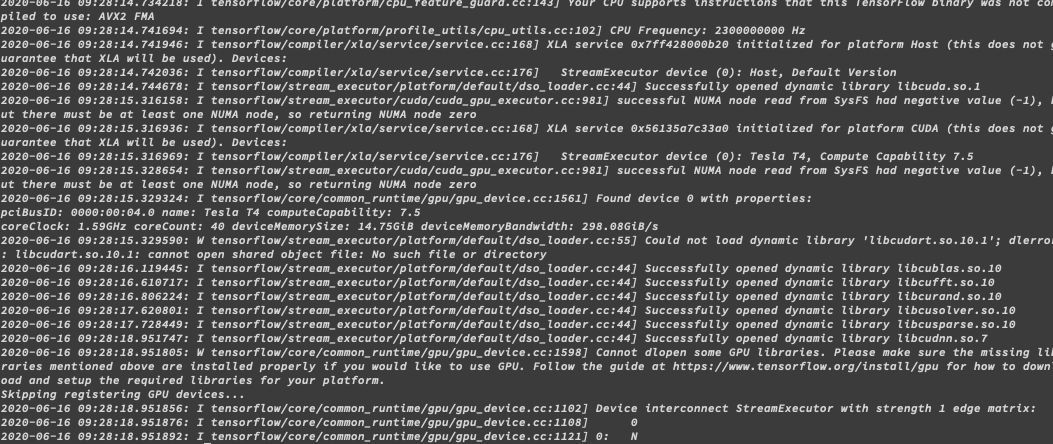 2020-06-16 09:28:14.734218: I tensorflow/core/platform/cpu_feature_guard.cc:143] Your CPU supports instructions that this TensorFlow binary was not com
piled to use: AVX2 FMA
2020-06-16 09:28:14.741694: I tensorflow/core/platform/profile_utils/cpu_utils.cc:102] CPU Frequency: 2300000000 Hz
2020-06-16 09:28:14.741946: I tensorflow/compiler/xla/service/service.cc:168] XLA service 0x7ff428000b20 initialized for platform Host (this does not g
uarantee that XLA will be used). Devices:
2020-06-16 09:28:14.742036: I tensorflow/compiler/xla/service/service.cc:176]   StreamExecutor device (0): Host, Default Version
2020-06-16 09:28:14.744678: I tensorflow/stream_executor/platform/default/dso_loader.cc:44] Successfully opened dynamic library libcuda.so.1
2020-06-16 09:28:15.316158: I tensorflow/stream_executor/cuda/cuda_gpu_executor.cc:981] successful NUMA node read from SysFS had negative value (-1), b
ut there must be at least one NUMA node, so returning NUMA node zero
2020-06-16 09:28:15.316936: I tensorflow/compiler/xla/service/service.cc:168] XLA service 0x56135a7c33a0 initialized for platform CUDA (this does not g
uarantee that XLA will be used). Devices:
2020-06-16 09:28:15.316969: I tensorflow/compiler/xla/service/service.cc:176]   StreamExecutor device (0): Tesla T4, Compute Capability 7.5
2020-06-16 09:28:15.328654: I tensorflow/stream_executor/cuda/cuda_gpu_executor.cc:981] successful NUMA node read from SysFS had negative value (-1), b
ut there must be at least one NUMA node, so returning NUMA node zero
2020-06-16 09:28:15.329324: I tensorflow/core/common_runtime/gpu/gpu_device.cc:1561] Found device 0 with properties:
pciBusID: 0000:00:04.0 name: Tesla T4 computeCapability: 7.5
coreClock: 1.59GHz coreCount: 40 deviceMemorySize: 14.75GiB deviceMemoryBandwidth: 298.08GiB/s
2020-06-16 09:28:15.329590: W tensorflow/stream_executor/platform/default/dso_loader.cc:55] Could not load dynamic library 'libcudart.so.10.1'; dlerror
: libcudart.so.10.1: cannot open shared object file: No such file or directory
2020-06-16 09:28:16.119445: I tensorflow/stream_executor/platform/default/dso_loader.cc:44] Successfully opened dynamic library libcublas.so.10
2020-06-16 09:28:16.610717: I tensorflow/stream_executor/platform/default/dso_loader.cc:44] Successfully opened dynamic library libcufft.so.10
2020-06-16 09:28:16.806224: I tensorflow/stream_executor/platform/default/dso_loader.cc:44] Successfully opened dynamic library libcurand.so.10
2020-06-16 09:28:17.620801: I tensorflow/stream_executor/platform/default/dso_loader.cc:44] Successfully opened dynamic library libcusolver.so.10
2020-06-16 09:28:17.728449: I tensorflow/stream_executor/platform/default/dso_loader.cc:44] Successfully opened dynamic library libcusparse.so.10
2020-06-16 09:28:18.951747: I tensorflow/stream_executor/platform/default/dso_loader.cc:44] Successfully opened dynamic library libcudnn.so.7
2020-06-16 09:28:18.951805: W tensorflow/core/common_runtime/gpu/gpu_device.cc:1598] Cannot dlopen some GPU libraries. Please make sure the missing lib
raries mentioned above are installed properly if you would like to use GPU. Follow the guide at https://www.tensorflow.org/install/gpu for how to downl
oad and setup the required libraries for your platform.
Skipping registering GPU devices...
2020-06-16 09:28:18.951856: I tensorflow/core/common_runtime/gpu/gpu_device.cc:1102] Device interconnect StreamExecutor with strength 1 edge matrix:
2020-06-16 09:28:18.951876: I tensorflow/core/common_runtime/gpu/gpu_device.cc:1108]      0
2020-06-16 09:28:18.951892: I tensorflow/core/common_runtime/gpu/gpu_device.cc:1121] 0:   N